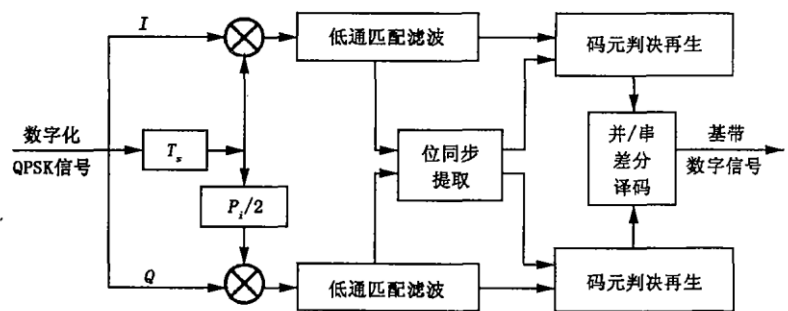 I
低通匹配滤波
码元判决再生
数字化
QPSK信号
T_s
位同步
提取
并/串
差分
译码
基带
数字信号
P_i/2
Q
低通匹配滤波
码元判决再生